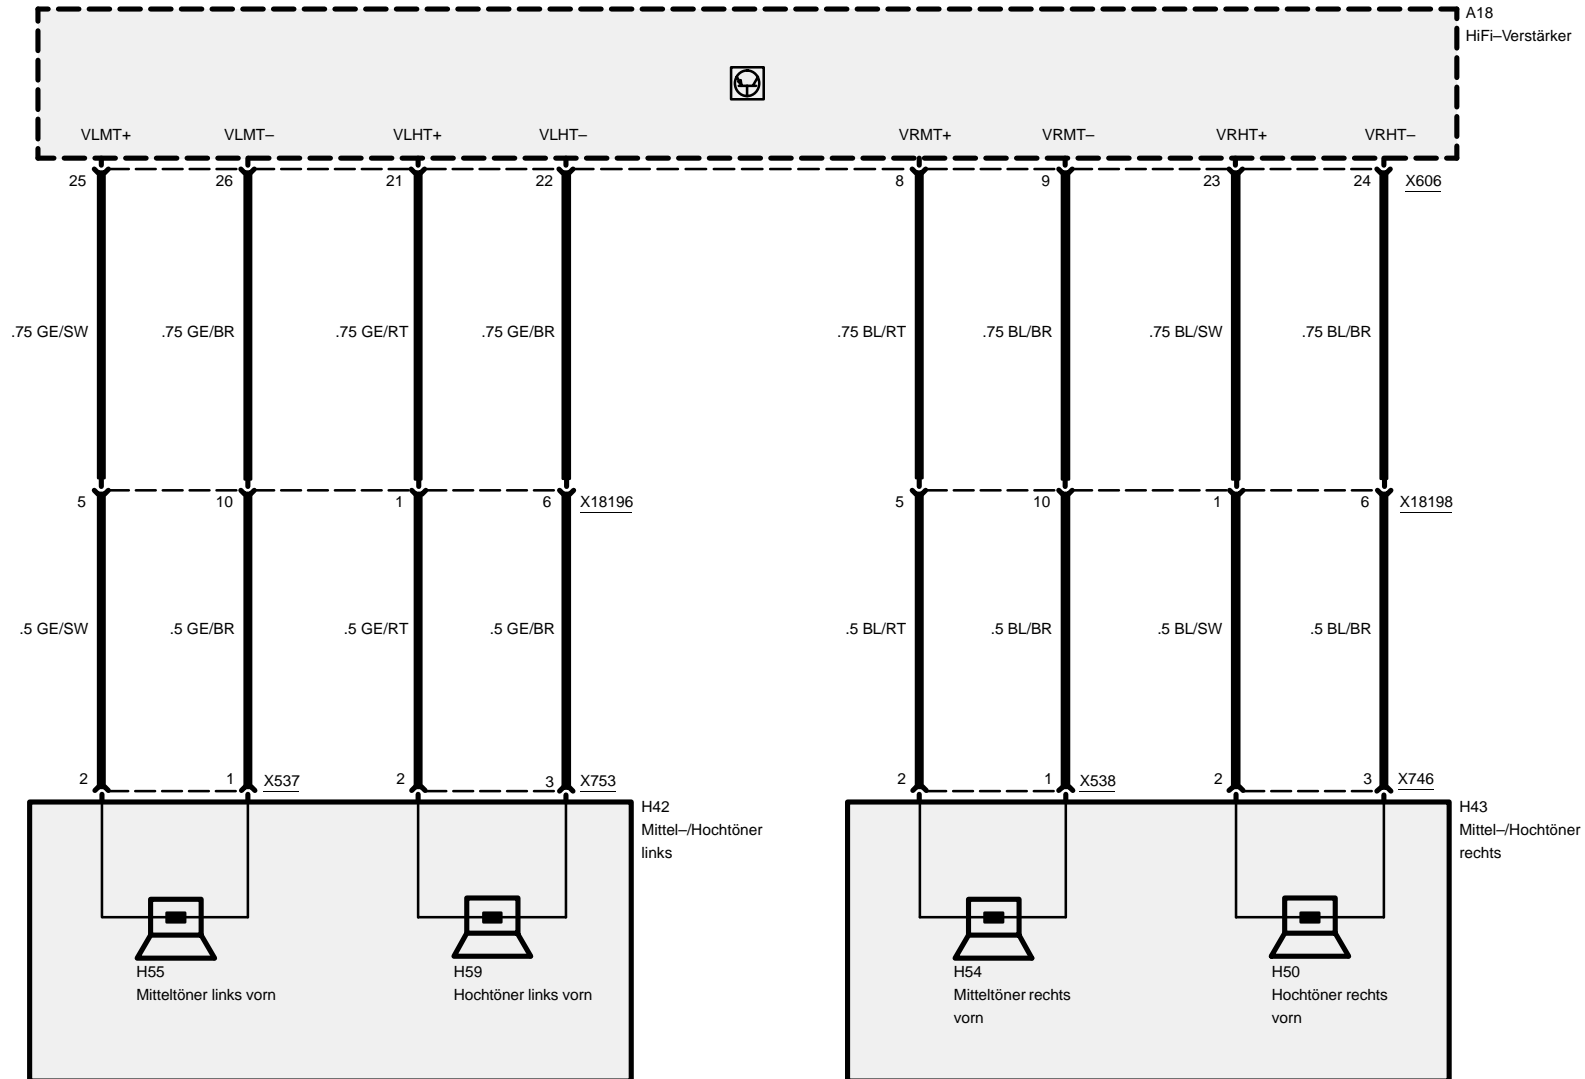 A18
HiFi–Verstärker
VLMT+ VLMT– VLHT+ VLHT– VRMT+ VRMT– VRHT+ VRHT–
25 26 21 22 8 9 23 24 X606
.75 GE/SW .75 GE/BR .75 GE/RT .75 GE/BR .75 BL/RT .75 BL/BR .75 BL/SW .75 BL/BR
5 10 1 6 X18196 5 10 1 6 X18198
.5 GE/SW .5 GE/BR .5 GE/RT .5 GE/BR .5 BL/RT .5 BL/BR .5 BL/SW .5 BL/BR
2 1 X537 2 3 X753 2 1 X538 2 3 X746
H42
Mittel–/Hochtöner
links
H43
Mittel–/Hochtöner
rechts
H55
Mitteltöner links vorn
H59
Hochtöner links vorn
H54
Mitteltöner rechts
vorn
H50
Hochtöner rechts
vorn